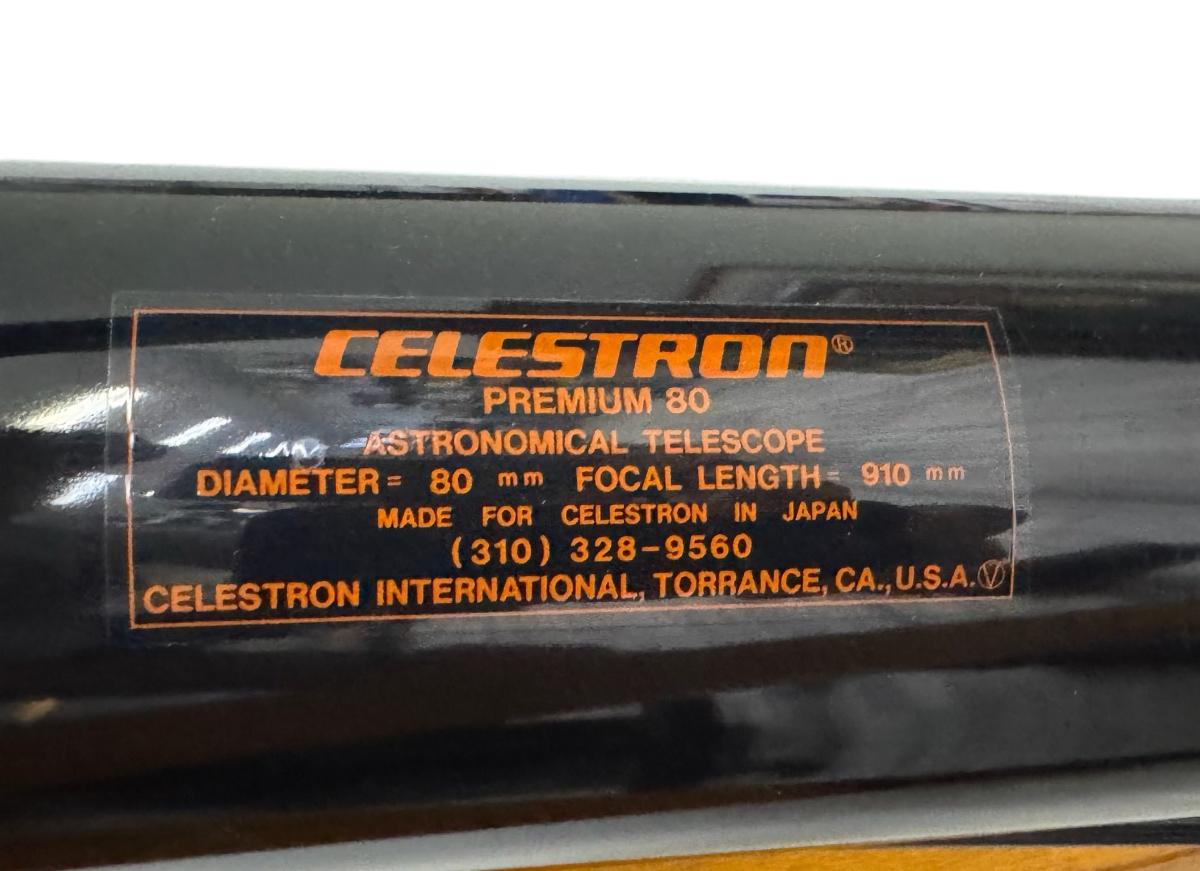 CELESTRON®
PREMIUM 80
ASTRONOMICAL TELESCOPE
DIAMETER = 80 mm FOCAL LENGTH = 910 mm
MADE FOR CELESTRON IN JAPAN
(310) 328-9560
CELESTRON INTERNATIONAL, TORRANCE, CA., U.S.A. Ⓥ